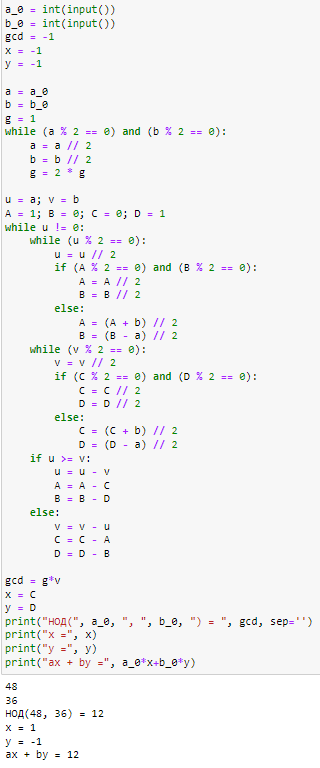 a_0 = int(input())
b_0 = int(input())
gcd = -1
x = -1
y = -1

a = a_0
b = b_0
g = 1
while (a % 2 == 0) and (b % 2 == 0):
    a = a // 2
    b = b // 2
    g = 2 * g

u = a; v = b
A = 1; B = 0; C = 0; D = 1
while u != 0:
    while (u % 2 == 0):
        u = u // 2
        if (A % 2 == 0) and (B % 2 == 0):
            A = A // 2
            B = B // 2
        else:
            A = (A + b) // 2
            B = (B - a) // 2
    while (v % 2 == 0):
        v = v // 2
        if (C % 2 == 0) and (D % 2 == 0):
            C = C // 2
            D = D // 2
        else:
            C = (C + b) // 2
            D = (D - a) // 2
    if u >= v:
        u = u - v
        A = A - C
        B = B - D
    else:
        v = v - u
        C = C - A
        D = D - B

gcd = g*v
x = C
y = D
print("НОД(", a_0, ", ", b_0, ") = ", gcd, sep='')
print("x =", x)
print("y =", y)
print("ax + by =", a_0*x+b_0*y)
48
36
НОД(48, 36) = 12
x = 1
y = -1
ax + by = 12